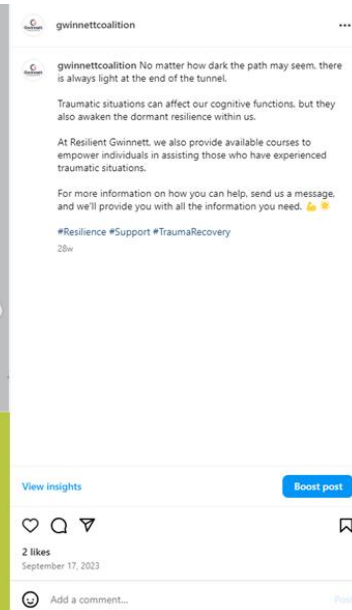 gwinnettcoalition
gwinnettcoalition No matter how dark the path may seem, there
is always light at the end of the tunnel.
Traumatic situations can affect our cognitive functions, but they
also awaken the dormant resilience within us.
At Resilient Gwinnett, we also provide available courses to
empower individuals in assisting those who have experienced
traumatic situations.
For more information on how you can help, send us a message,
and we'll provide you with all the information you need. 💪☀️
#Resilience #Support #TraumaRecovery
28w
View insights
Boost post
2 likes
September 17, 2023
Add a comment...
Post